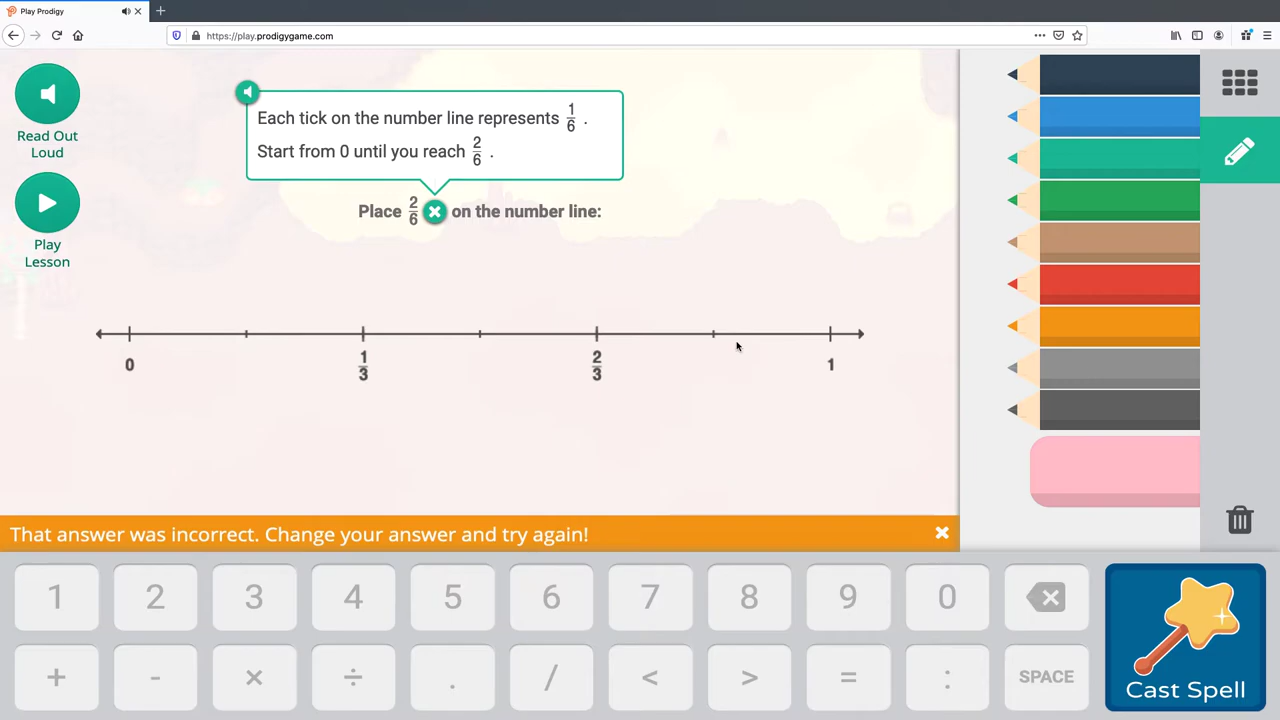 Play Prodigy
https://play.prodigygame.com
Read Out
Loud
Play
Lesson
Each tick on the number line represents 1/6 .
Start from 0 until you reach 2/6 .
Place 2/6 on the number line:
0 1/3 2/3 1
That answer was incorrect. Change your answer and try again!
1 2 3 4 5 6 7 8 9 0
+ - × ÷ . / < > = : SPACE
Cast Spell